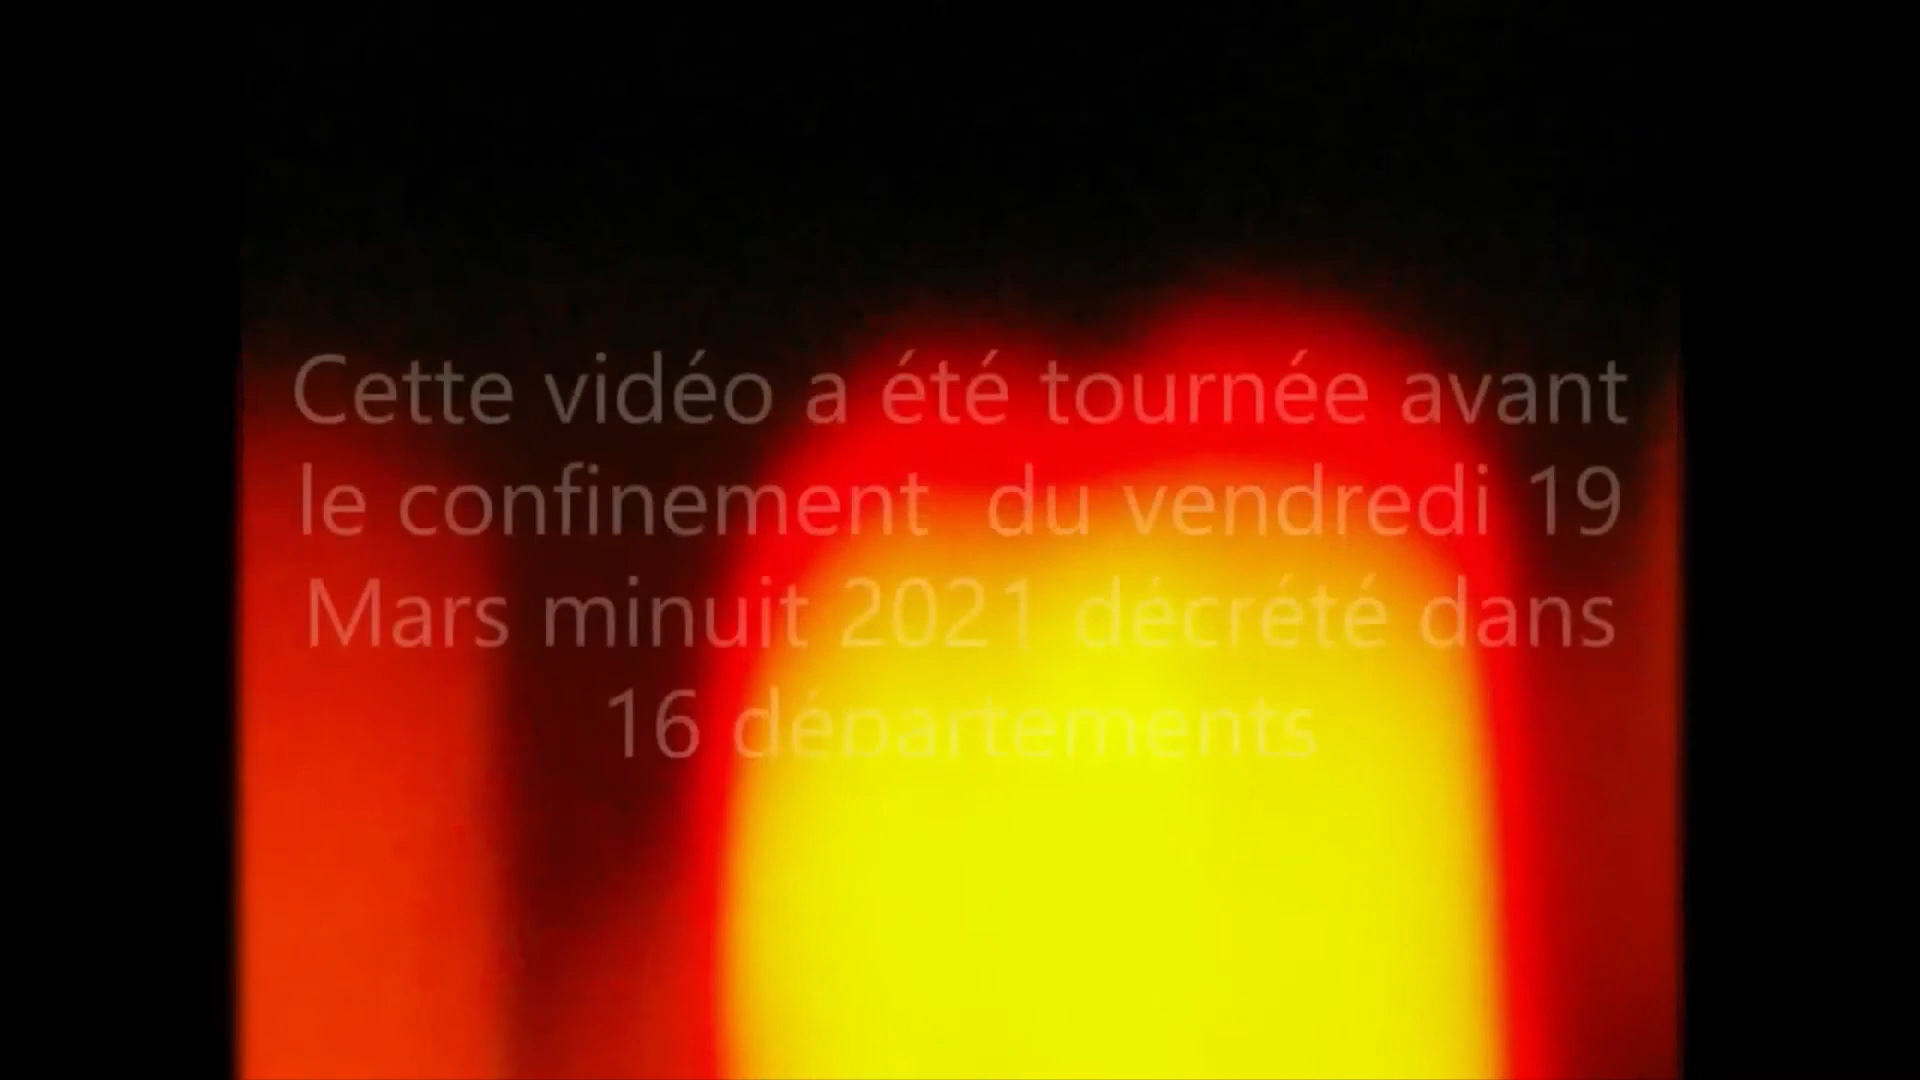 Cette vidéo a été tournée avant
le confinement  du vendredi 19
Mars minuit 2021 décrété dans
16 départements